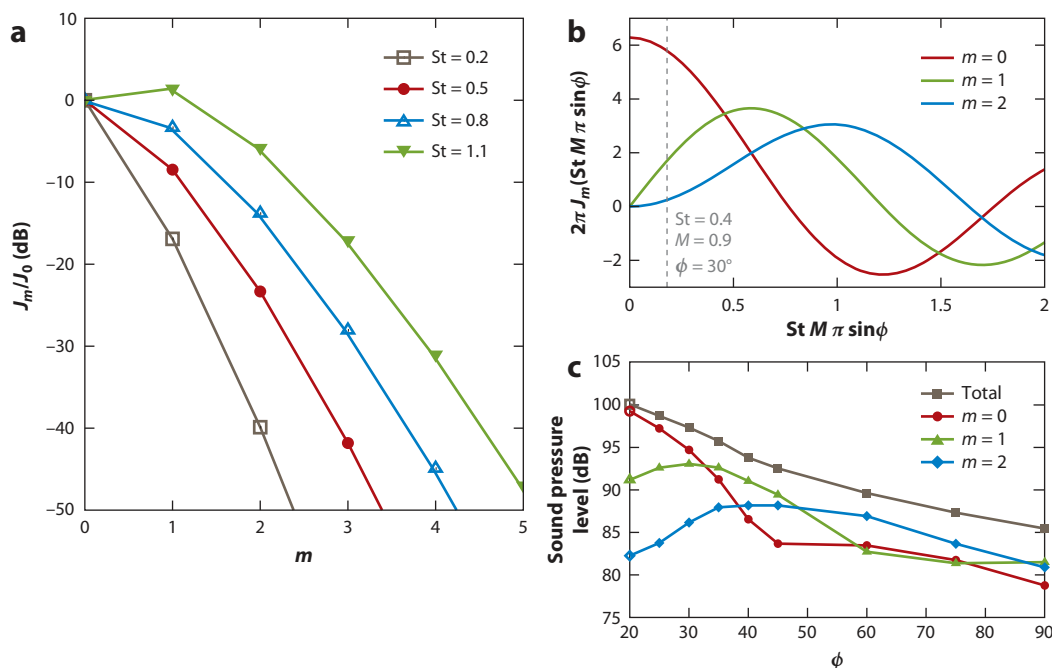 a
10
0
–10
–20
–30
–40
–50
J_m/J_0 (dB)
0 1 2 3 4 5
m
St = 0.2
St = 0.5
St = 0.8
St = 1.1
b
6
4
2
0
–2
2π J_m(St M π sinϕ)
0 0.5 1 1.5 2
St M π sinϕ
m = 0
m = 1
m = 2
St = 0.4
M = 0.9
ϕ = 30°
c
105
100
95
90
85
80
75
Sound pressure
level (dB)
20 30 40 50 60 70 80 90
ϕ
Total
m = 0
m = 1
m = 2